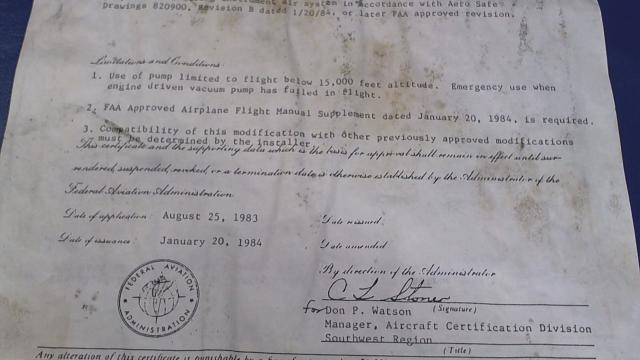 instrument air system in accordance with Aero Safe
Drawings 820900, Revision B dated 1/20/84, or later FAA approved revision.
Limitations and Conditions:
1. Use of pump limited to flight below 15,000 feet altitude. Emergency use when
engine driven vacuum pump has failed in flight.
2. FAA Approved Airplane Flight Manual Supplement dated January 20, 1984, is required.
3. Compatibility of this modification with other previously approved modifications
must be determined by the installer.
This certificate and the supporting data which is the basis for approval shall remain in effect until sur-
rendered, suspended, revoked, or a termination date is otherwise established by the Administrator of the
Federal Aviation Administration.
Date of application: August 25, 1983
Date reissued:
Date of issuance: January 20, 1984
Date amended:
By direction of the Administrator
FEDERAL AVIATION
ADMINISTRATION
C L Stoner
(Signature)
for Don P. Watson
Manager, Aircraft Certification Division
Southwest Region
(Title)
Any alteration of this certificate is punishable by a